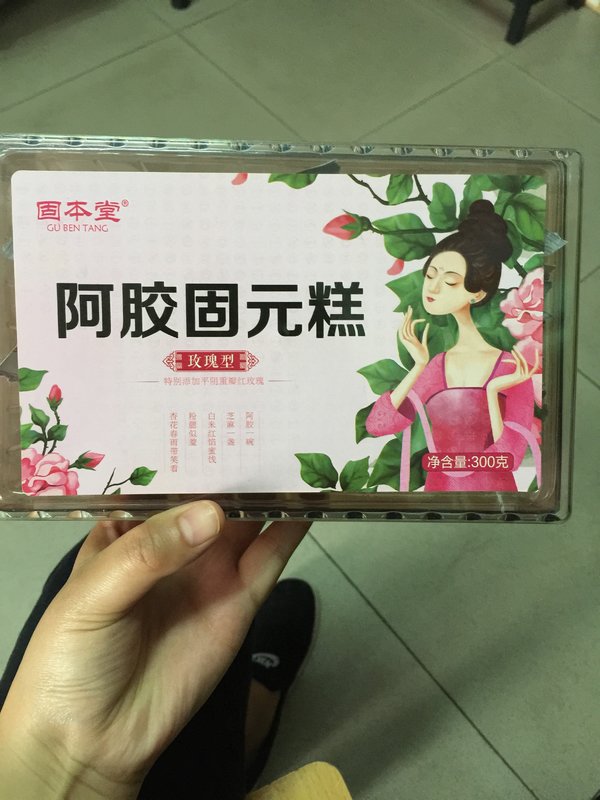 固本堂®
GU BEN TANG
阿胶固元糕
玫瑰型
特别添加平阴重瓣红玫瑰
阿胶一碗
芝麻一盏
白米红馅蜜饯
粉腮似羞
杏花春雨带笑看
净含量:300克